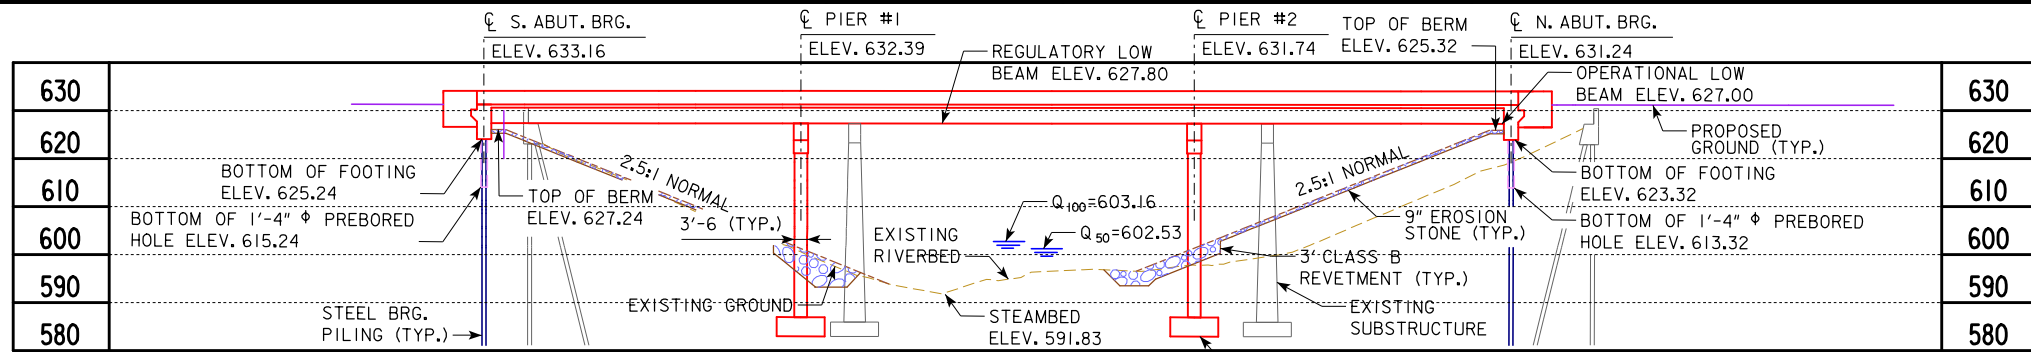 ℄ S. ABUT. BRG.
ELEV. 633.16
℄ PIER #1
ELEV. 632.39
℄ PIER #2
ELEV. 631.74
TOP OF BERM
ELEV. 625.32
℄ N. ABUT. BRG.
ELEV. 631.24
REGULATORY LOW
BEAM ELEV. 627.80
OPERATIONAL LOW
BEAM ELEV. 627.00
630
620
610
600
590
580
630
620
610
600
590
580
PROPOSED
GROUND (TYP.)
BOTTOM OF FOOTING
ELEV. 625.24
BOTTOM OF 1'-4" Φ PREBORED
HOLE ELEV. 615.24
2.5:1 NORMAL
TOP OF BERM
ELEV. 627.24
3'-6 (TYP.)
EXISTING
RIVERBED
Q100=603.16
Q50=602.53
2.5:1 NORMAL
9" EROSION
STONE (TYP.)
BOTTOM OF FOOTING
ELEV. 623.32
BOTTOM OF 1'-4" Φ PREBORED
HOLE ELEV. 613.32
3' CLASS B
REVETMENT (TYP.)
EXISTING GROUND
STEEL BRG.
PILING (TYP.)
STEAMBED
ELEV. 591.83
EXISTING
SUBSTRUCTURE